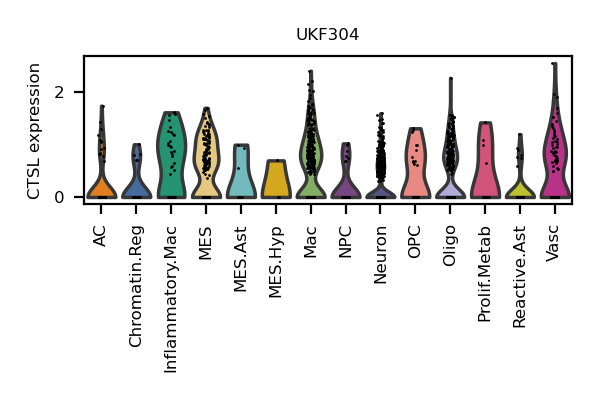 UKF304
CTSL expression
2
0
AC
Chromatin.Reg
Inflammatory.Mac
MES
MES.Ast
MES.Hyp
Mac
NPC
Neuron
OPC
Oligo
Prolif.Metab
Reactive.Ast
Vasc